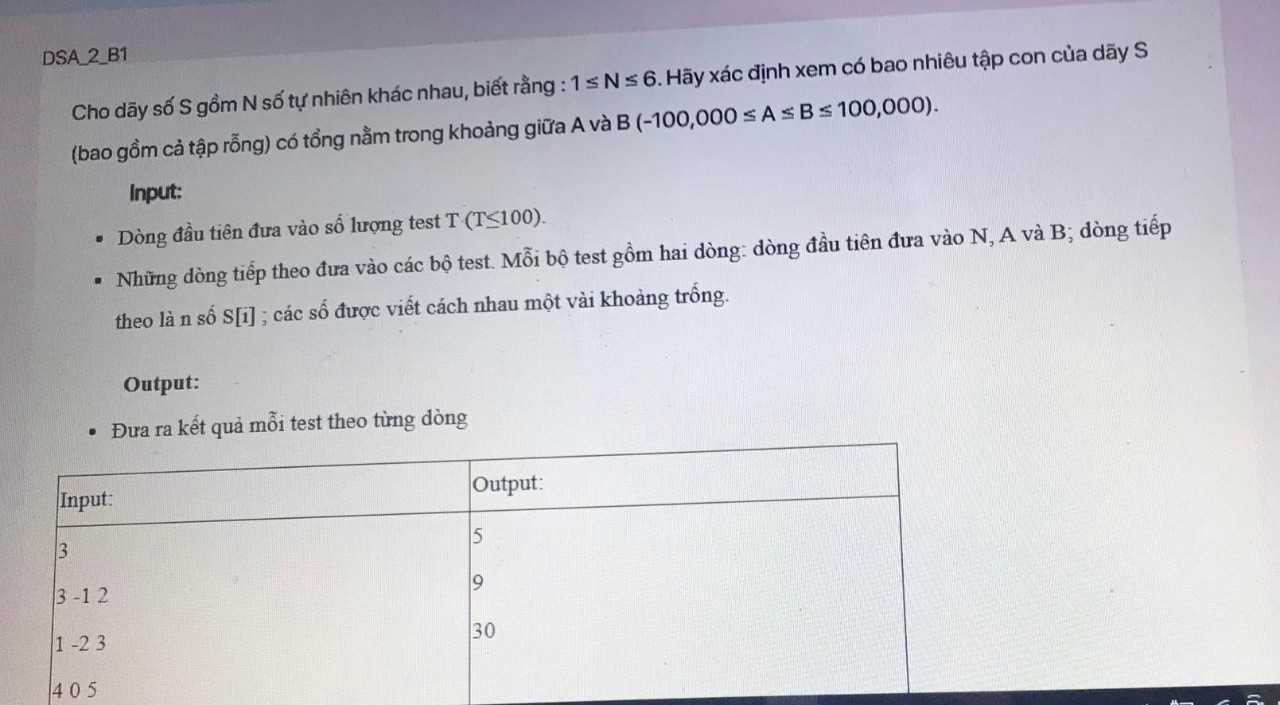 DSA_2_B1
Cho dãy số S gồm N số tự nhiên khác nhau, biết rằng : 1 ≤ N ≤ 6. Hãy xác định xem có bao nhiêu tập con của dãy S
(bao gồm cả tập rỗng) có tổng nằm trong khoảng giữa A và B (-100,000 ≤ A ≤ B ≤ 100,000).
Input:
• Dòng đầu tiên đưa vào số lượng test T (T≤100).
• Những dòng tiếp theo đưa vào các bộ test. Mỗi bộ test gồm hai dòng: dòng đầu tiên đưa vào N, A và B; dòng tiếp
theo là n số S[i] ; các số được viết cách nhau một vài khoảng trống.
Output:
• Đưa ra kết quả mỗi test theo từng dòng
Input: Output:
3 5
3 -1 2 9
1 -2 3 30
4 0 5